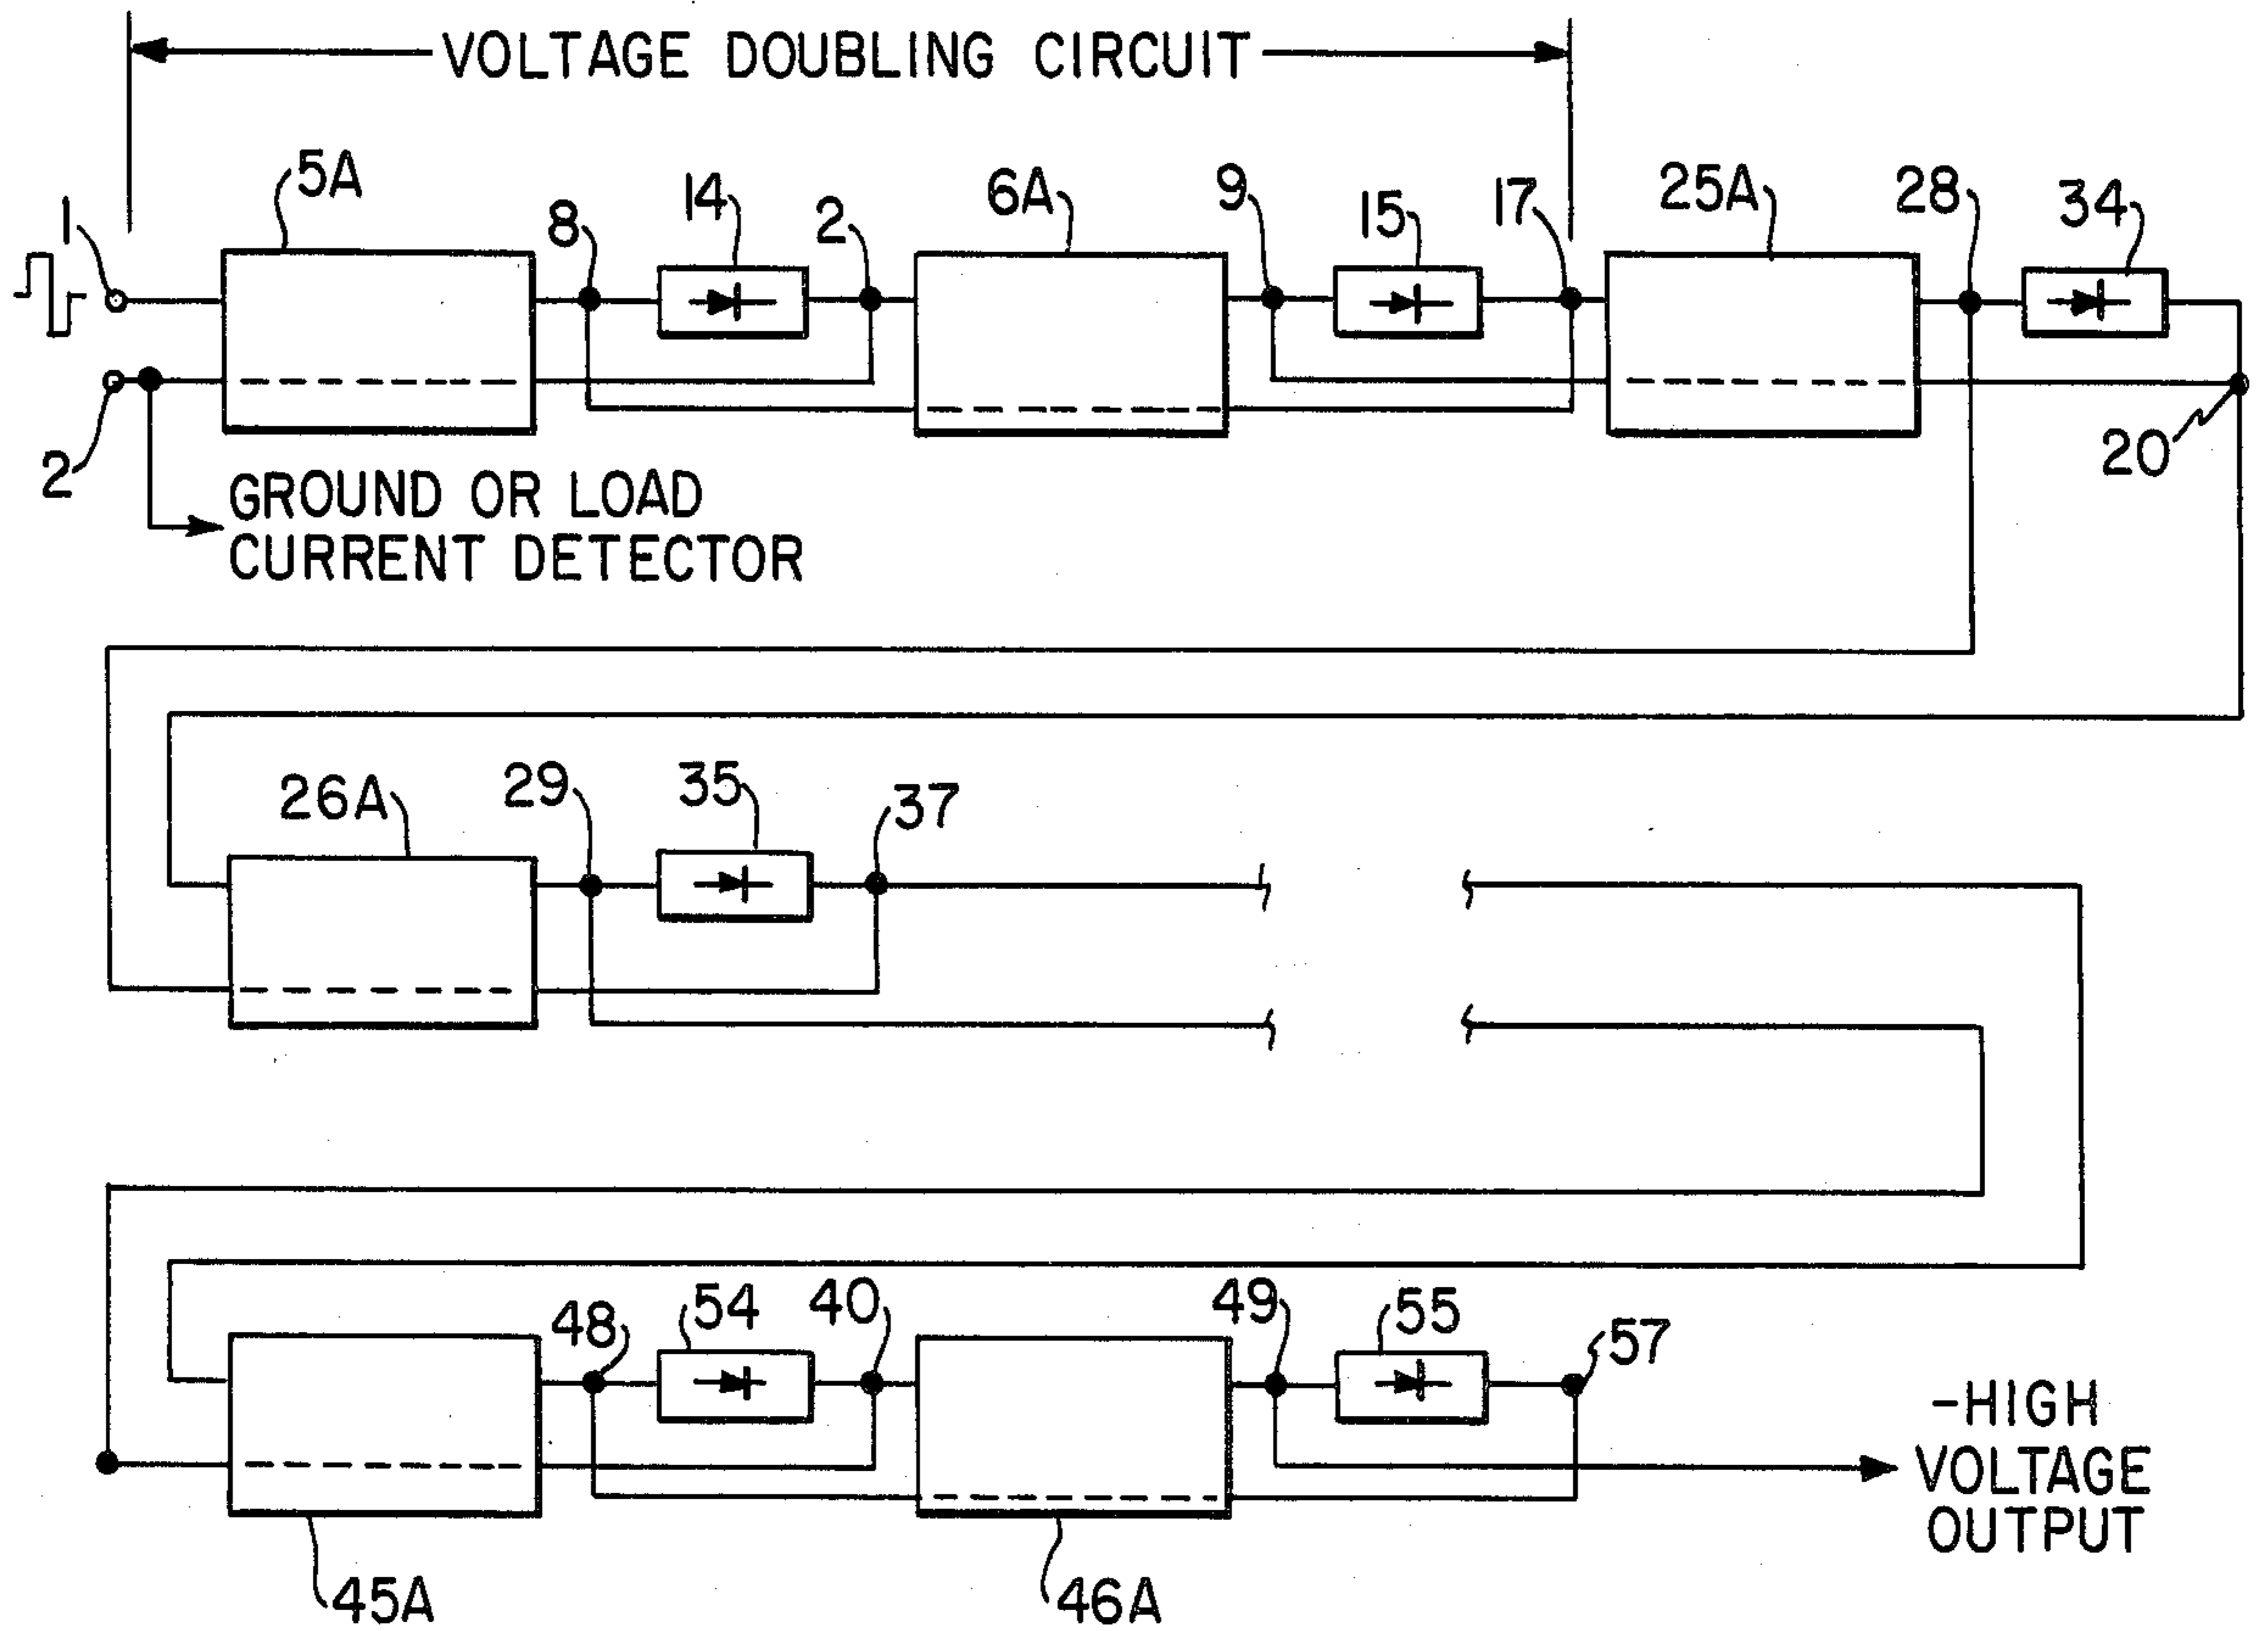 VOLTAGE DOUBLING CIRCUIT
1
5A
8
14
2
6A
9
15
17
25A
28
34
2
20
GROUND OR LOAD
CURRENT DETECTOR
26A
29
35
37
48
54
40
49
55
57
-HIGH
VOLTAGE
OUTPUT
45A
46A